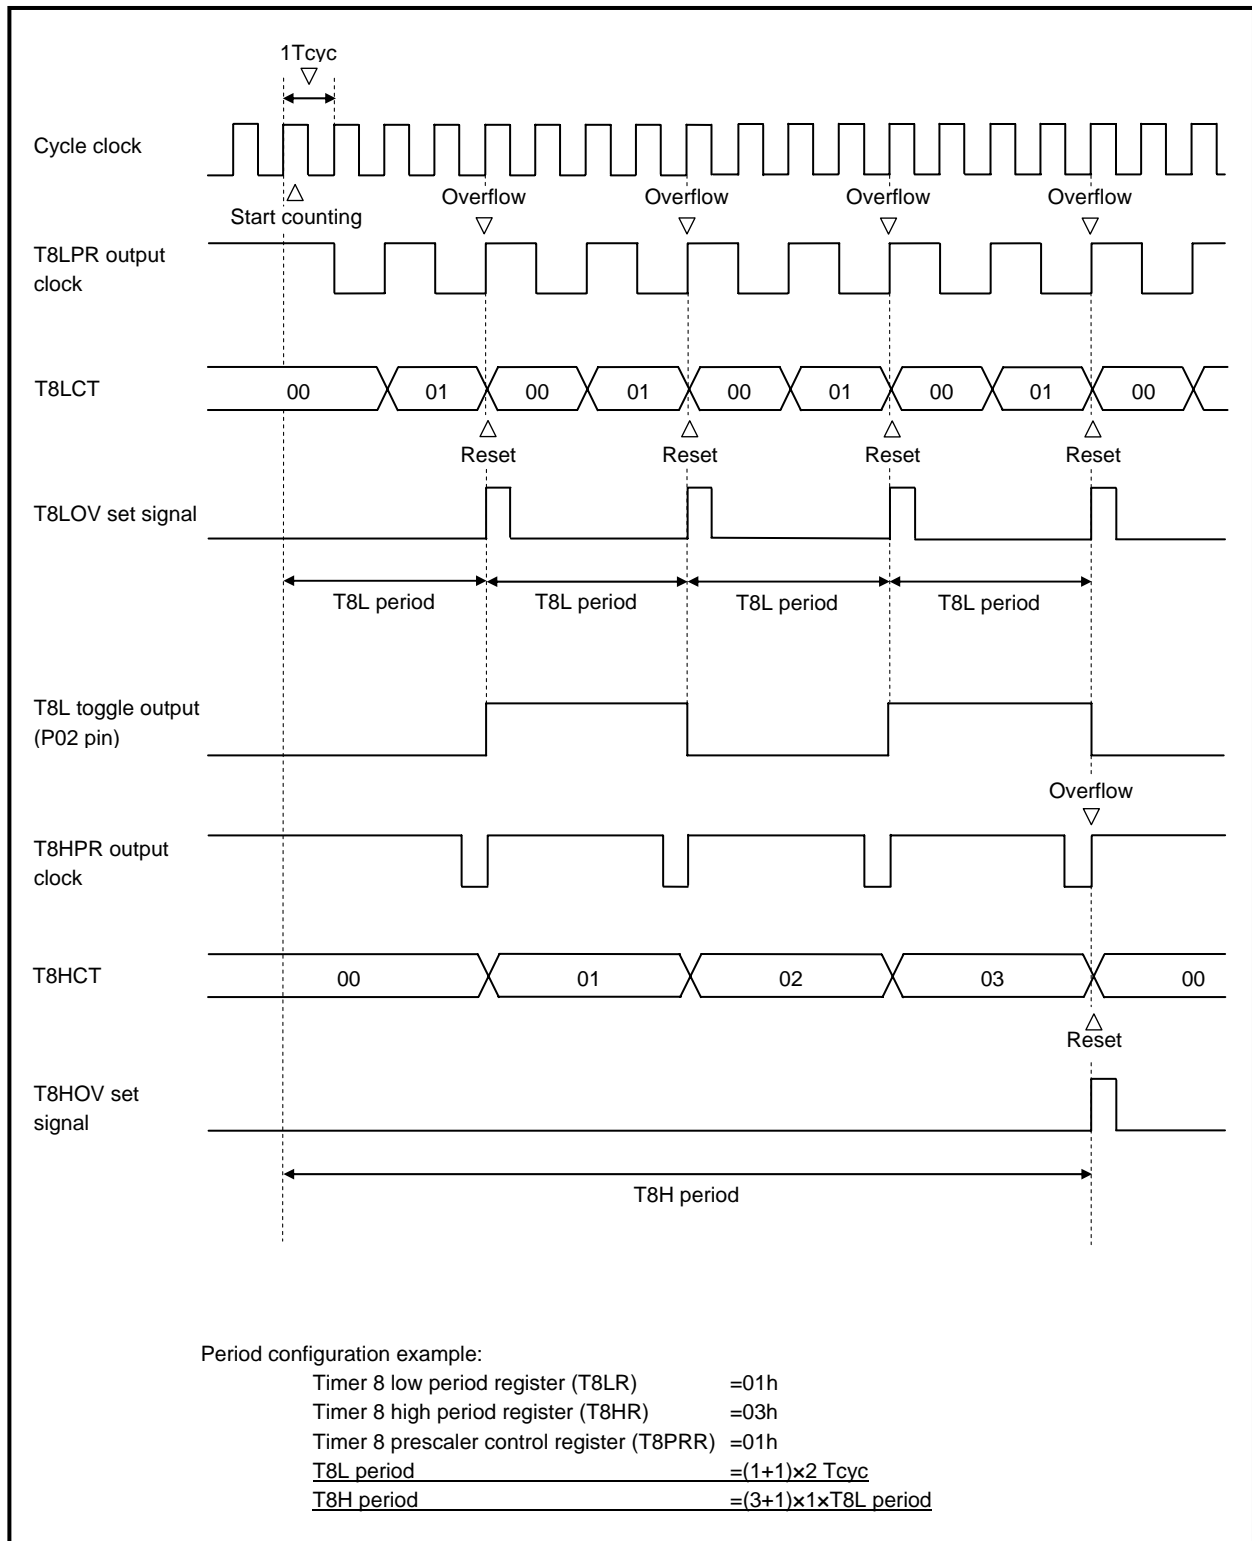 1Tcyc
Cycle clock
Start counting
Overflow Overflow Overflow Overflow
T8LPR output
clock
T8LCT
00 01 00 01 00 01 00 01 00
Reset Reset Reset Reset
T8LOV set signal
T8L period T8L period T8L period T8L period
T8L toggle output
(P02 pin)
Overflow
T8HPR output
clock
T8HCT
00 01 02 03 00
Reset
T8HOV set
signal
T8H period
Period configuration example:
Timer 8 low period register (T8LR) =01h
Timer 8 high period register (T8HR) =03h
Timer 8 prescaler control register (T8PRR) =01h
T8L period =(1+1)×2 Tcyc
T8H period =(3+1)×1×T8L period